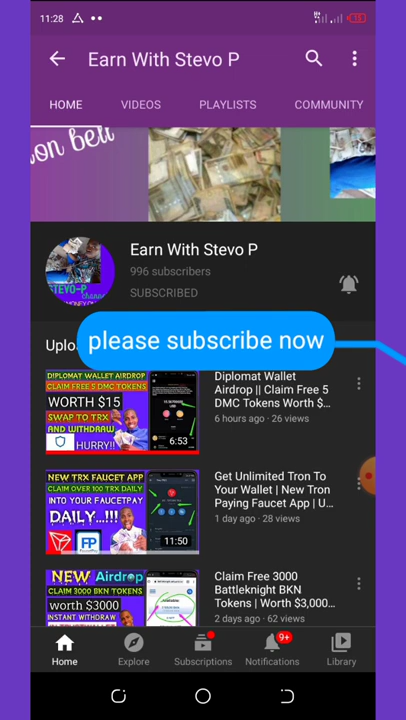 11:28
Earn With Stevo P
HOME VIDEOS PLAYLISTS COMMUNITY
on bell
Earn With Stevo P
996 subscribers
SUBSCRIBED
STEVO-P
please subscribe now
DIPLOMAT WALLET AIRDROP
CLAIM FREE 5 DMC TOKENS
WORTH $15
SWAP TO TRX
AND WITHDRAW
HURRY!!
6:53
Diplomat Wallet
Airdrop || Claim Free 5
DMC Tokens Worth $...
6 hours ago · 26 views
NEW TRX FAUCET APP
CLAIM OVER 100 TRX DAILY
INTO YOUR FAUCETPAY
DAILY...!!!
FP
11:50
Get Unlimited Tron To
Your Wallet | New Tron
Paying Faucet App | U...
1 day ago · 28 views
NEW Airdrop
CLAIM 3000 BKN TOKENS
worth $3000
INSTANT WITHDRAW
Claim Free 3000
Battleknight BKN
Tokens | Worth $3,000...
2 days ago · 62 views
9+
Home Explore Subscriptions Notifications Library